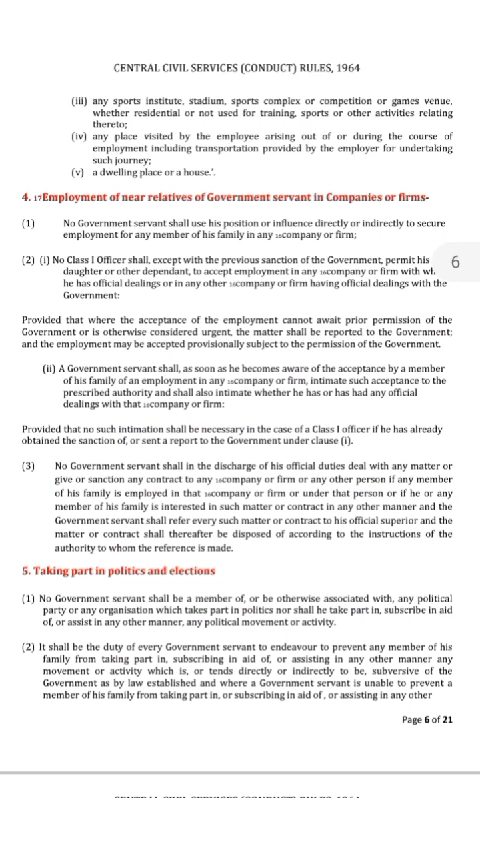 CENTRAL CIVIL SERVICES (CONDUCT) RULES, 1964
(iii) any sports institute, stadium, sports complex or competition or games venue,
whether residential or not used for training, sports or other activities relating
thereto;
(iv) any place visited by the employee arising out of or during the course of
employment including transportation provided by the employer for undertaking
such journey;
(v) a dwelling place or a house.'.
4. 17Employment of near relatives of Government servant in Companies or firms-
(1) No Government servant shall use his position or influence directly or indirectly to secure
employment for any member of his family in any company or firm;
(2) (i) No Class I Officer shall, except with the previous sanction of the Government, permit his
6
daughter or other dependant, to accept employment in any company or firm with
he has official dealings or in any other company or firm having official dealings with the
Government:
Provided that where the acceptance of the employment cannot await prior permission of the
Government or is otherwise considered urgent, the matter shall be reported to the Government;
and the employment may be accepted provisionally subject to the permission of the Government.
(ii) A Government servant shall, as soon as he becomes aware of the acceptance by a member
of his family of an employment in any company or firm, intimate such acceptance to the
prescribed authority and shall also intimate whether he has or has had any official
dealings with that company or firm:
Provided that no such intimation shall be necessary in the case of a Class I officer if he has already
obtained the sanction of, or sent a report to the Government under clause (i).
(3) No Government servant shall in the discharge of his official duties deal with any matter or
give or sanction any contract to any company or firm or any other person if any member
of his family is employed in that company or firm or under that person or if he or any
member of his family is interested in such matter or contract in any other manner and the
Government servant shall refer every such matter or contract to his official superior and the
matter or contract shall thereafter be disposed of according to the instructions of the
authority to whom the reference is made.
5. Taking part in politics and elections
(1) No Government servant shall be a member of, or be otherwise associated with, any political
party or any organisation which takes part in politics nor shall he take part in, subscribe in aid
of, or assist in any other manner, any political movement or activity.
(2) It shall be the duty of every Government servant to endeavour to prevent any member of his
family from taking part in, subscribing in aid of, or assisting in any other manner any
movement or activity which is, or tends directly or indirectly to be, subversive of the
Government as by law established and where a Government servant is unable to prevent a
member of his family from taking part in, or subscribing in aid of, or assisting in any other
Page 6 of 21